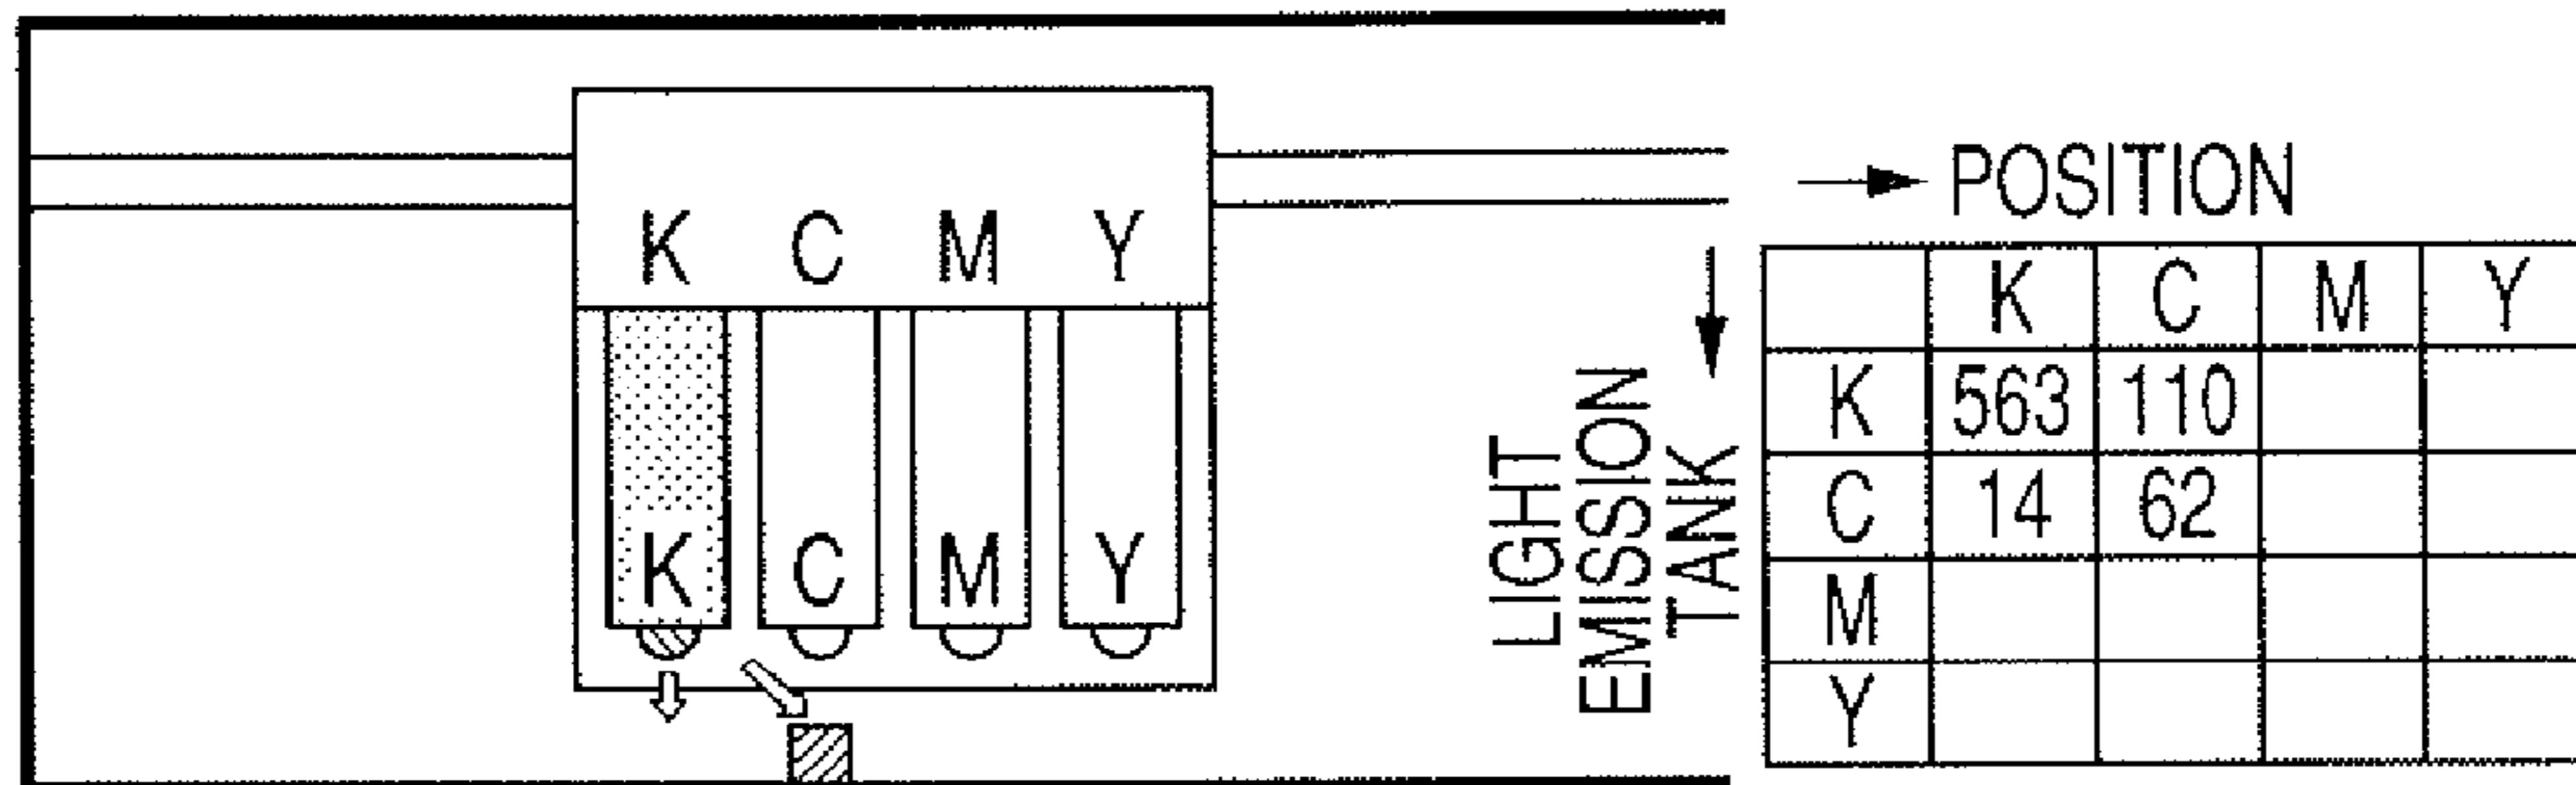 K C M Y
K C M Y
POSITION
LIGHT
EMISSION
TANK
K C M Y
K 563 110
C 14 62
M
Y